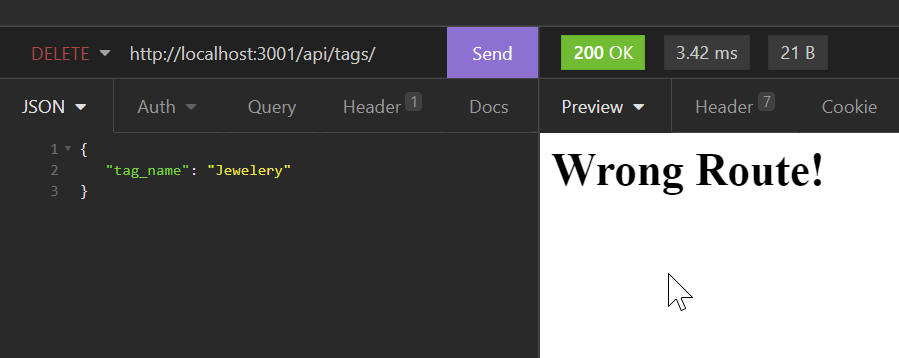 DELETE http://localhost:3001/api/tags/ Send 200 OK 3.42 ms 21 B
JSON Auth Query Header 1 Docs Preview Header 7 Cookie
1 {
2 "tag_name": "Jewelery"
3 }
Wrong Route!